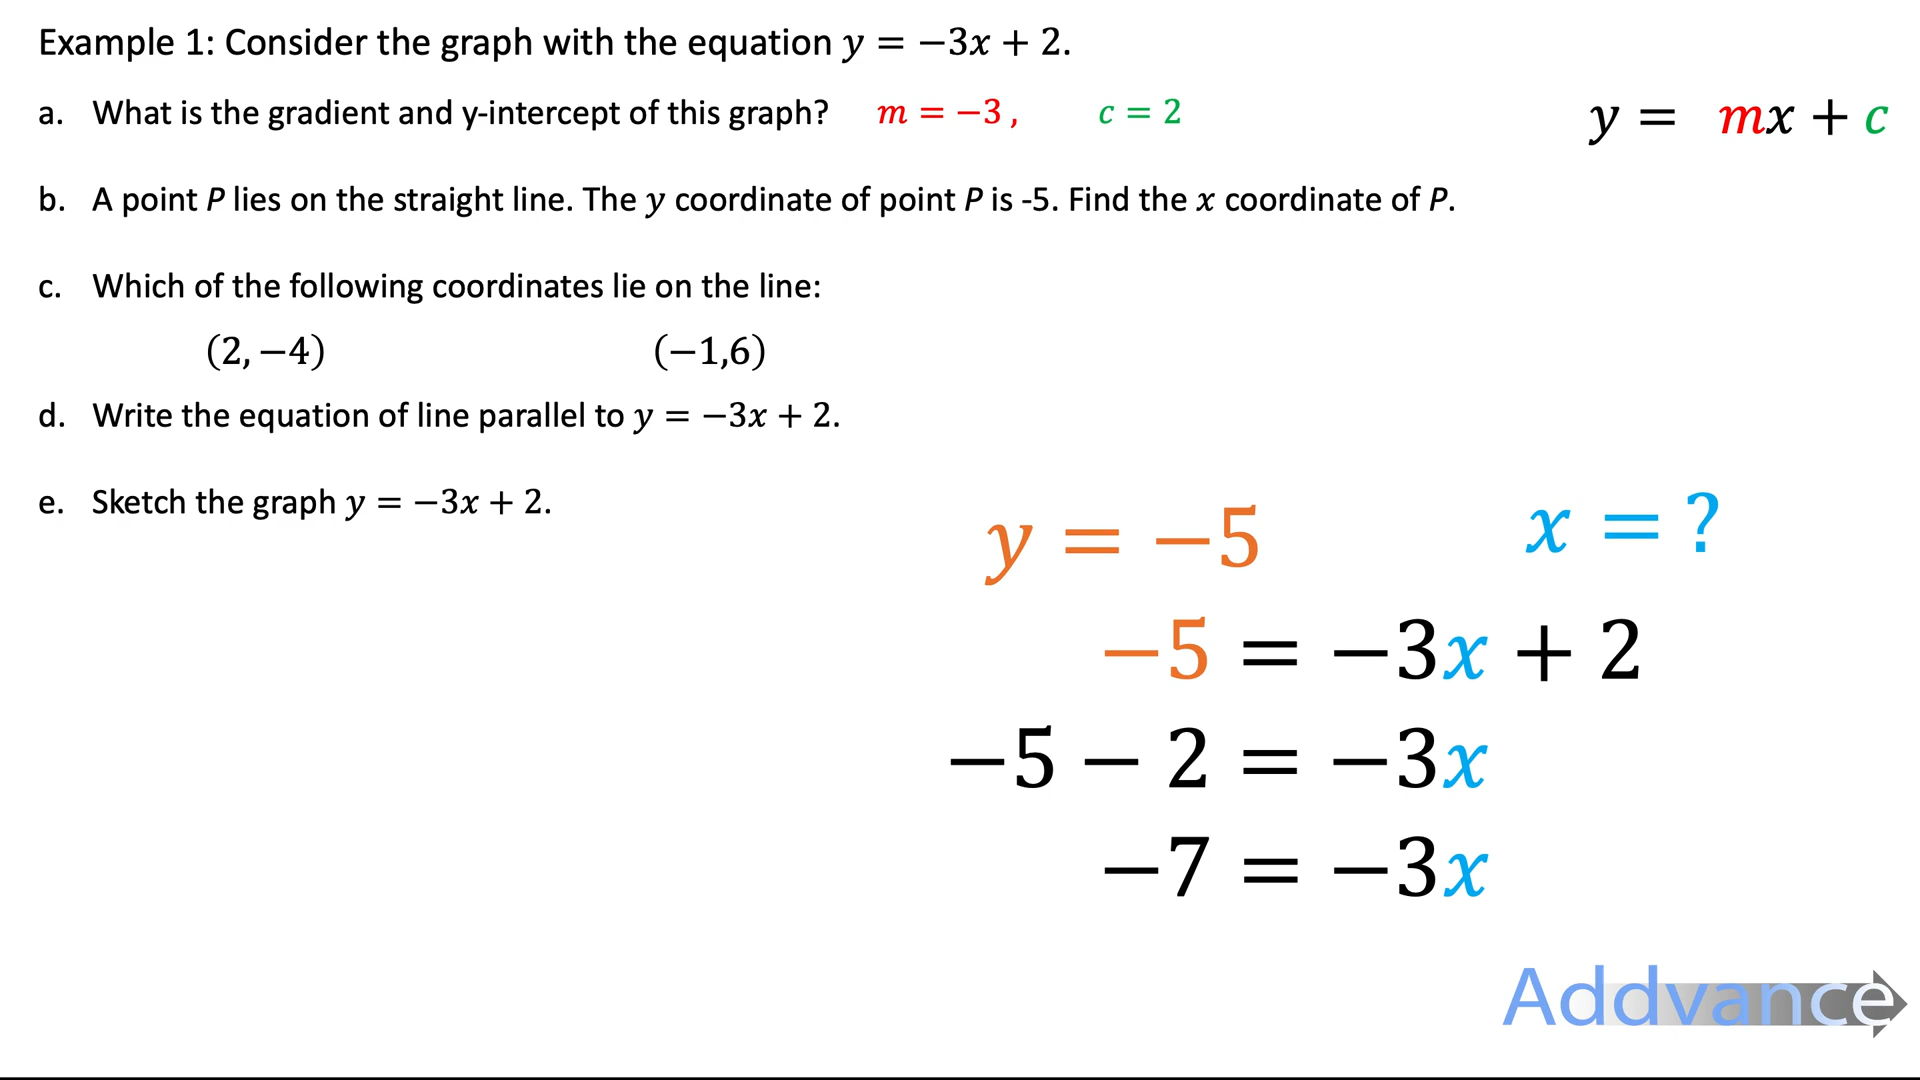 Example 1: Consider the graph with the equation y = −3x + 2.
a. What is the gradient and y-intercept of this graph? m = −3 , c = 2
y = mx + c
b. A point P lies on the straight line. The y coordinate of point P is -5. Find the x coordinate of P.
c. Which of the following coordinates lie on the line:
(2, −4) (−1,6)
d. Write the equation of line parallel to y = −3x + 2.
e. Sketch the graph y = −3x + 2.
y = −5 x = ?
−5 = −3x + 2
−5 − 2 = −3x
−7 = −3x
Addvance